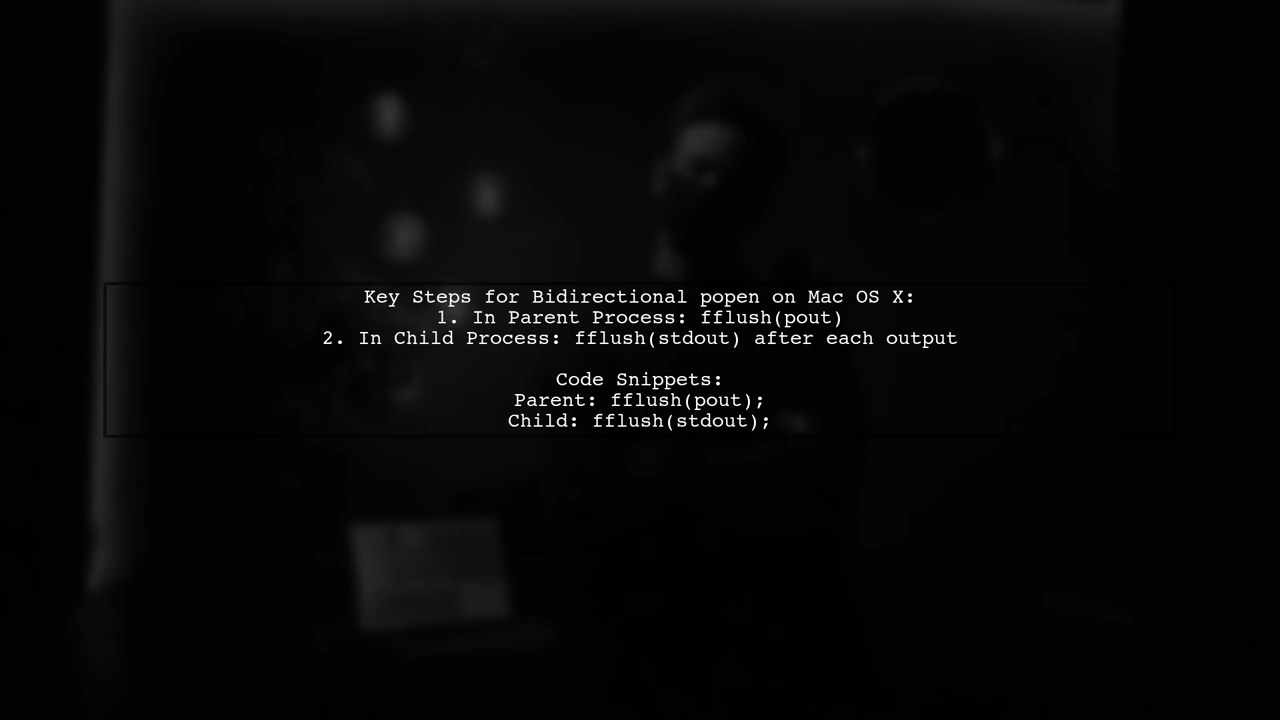 Key Steps for Bidirectional popen on Mac OS X:
1. In Parent Process: fflush(pout)
2. In Child Process: fflush(stdout) after each output
Code Snippets:
Parent: fflush(pout);
Child: fflush(stdout);